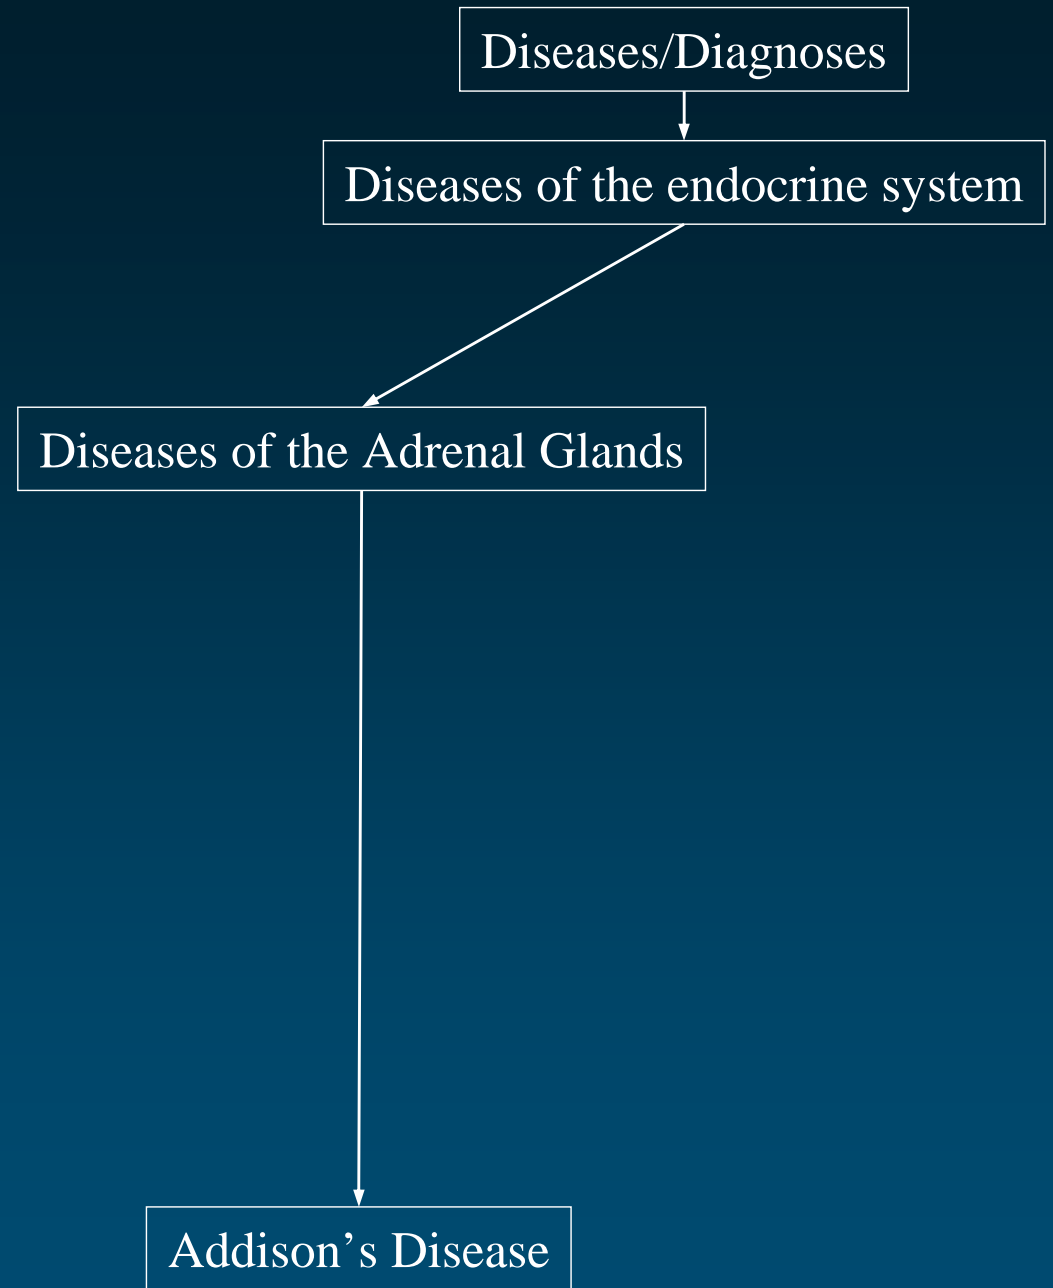 Diseases/Diagnoses
Diseases of the endocrine system
Diseases of the Adrenal Glands
Addison’s Disease